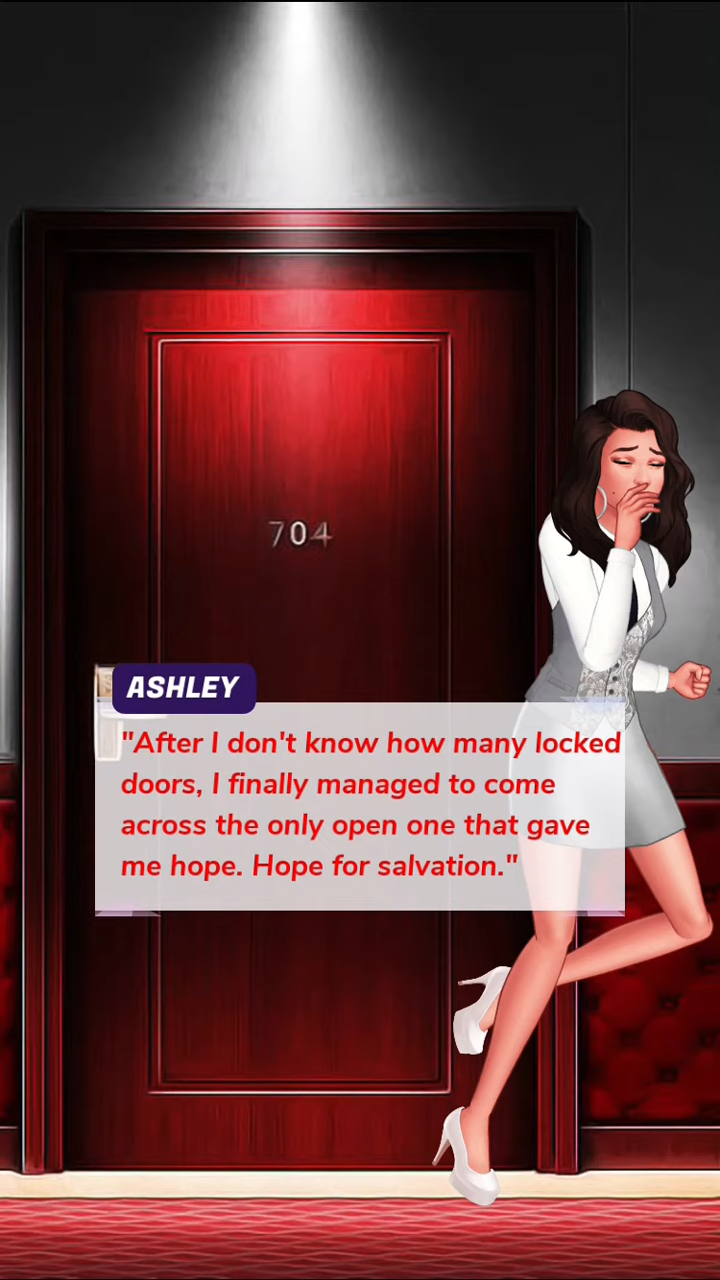 704
ASHLEY
"After I don't know how many locked
doors, I finally managed to come
across the only open one that gave
me hope. Hope for salvation."